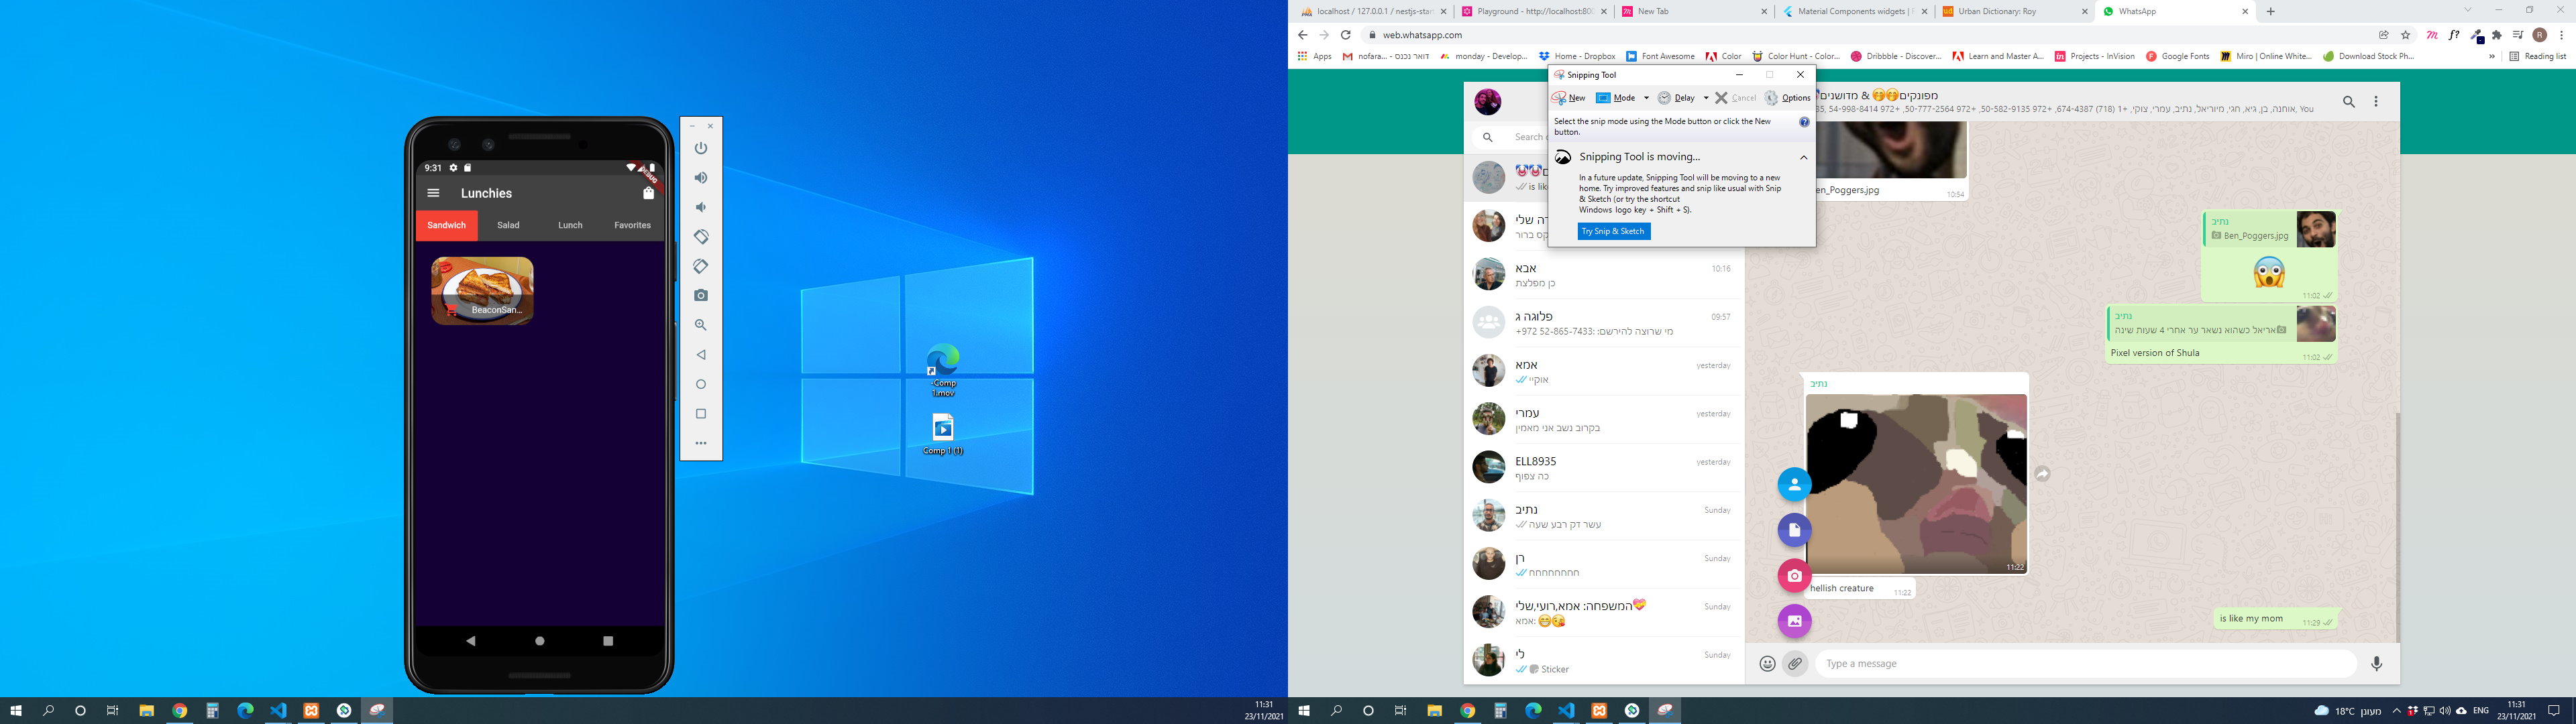 9:31
DEBUG
Lunchies
Sandwich
Salad
Lunch
Favorites
BeaconSan...
-Comp
1.mov
Comp 1 (1)
11:31
23/11/2021
localhost / 127.0.0.1 / nestjs-star
Playground - http://localhost:80
New Tab
Material Components widgets | F
Urban Dictionary: Roy
WhatsApp
web.whatsapp.com
Apps
nofara... - דואר נכנס
monday - Develop...
Home - Dropbox
Font Awesome
Color
Color Hunt - Color...
Dribbble - Discover...
Learn and Master A...
Projects - InVision
Google Fonts
Miro | Online White...
Download Stock Ph...
Reading list
Snipping Tool
New
Mode
Delay
Cancel
Options
Select the snip mode using the Mode button or click the New
button.
Snipping Tool is moving...
In a future update, Snipping Tool will be moving to a new
home. Try improved features and snip like usual with Snip
& Sketch (or try the shortcut
Windows logo key + Shift + S).
Try Snip & Sketch
Search
is lik
דה שלי
קס ברור
אבא
10:16
כן מפלצת
פלוגה ג
09:57
+972 52-865-7433: מי שרוצה להירשם:
אמא
yesterday
אוקיי
עמרי
yesterday
בקרוב נשב אני מאמין
ELL8935
yesterday
כה צפוף
נתיב
Sunday
עשר דק רבע שעה
רן
Sunday
חחחחחחחח
המשפחה: אמא,רועי,שלי💝
Sunday
אמא: 😁😘
לי
Sunday
Sticker
מפונקים🤭🤭 & מדושנים
אוחנה, בן, גיא, חגי, מיוריאל, נתיב, עמרי, צוקי, +1 (718) 674-4387, +972 50-582-9135, +972 50-777-2564, +972 54-998-8414, You
en_Poggers.jpg
10:54
נתיב
Ben_Poggers.jpg
😱
11:02
נתיב
אריאל כשהוא נשאר ער אחרי 4 שעות שינה
Pixel version of Shula
11:02
נתיב
11:22
hellish creature
11:22
is like my mom
11:29
Type a message
18°C
מעונן
ENG
11:31
23/11/2021